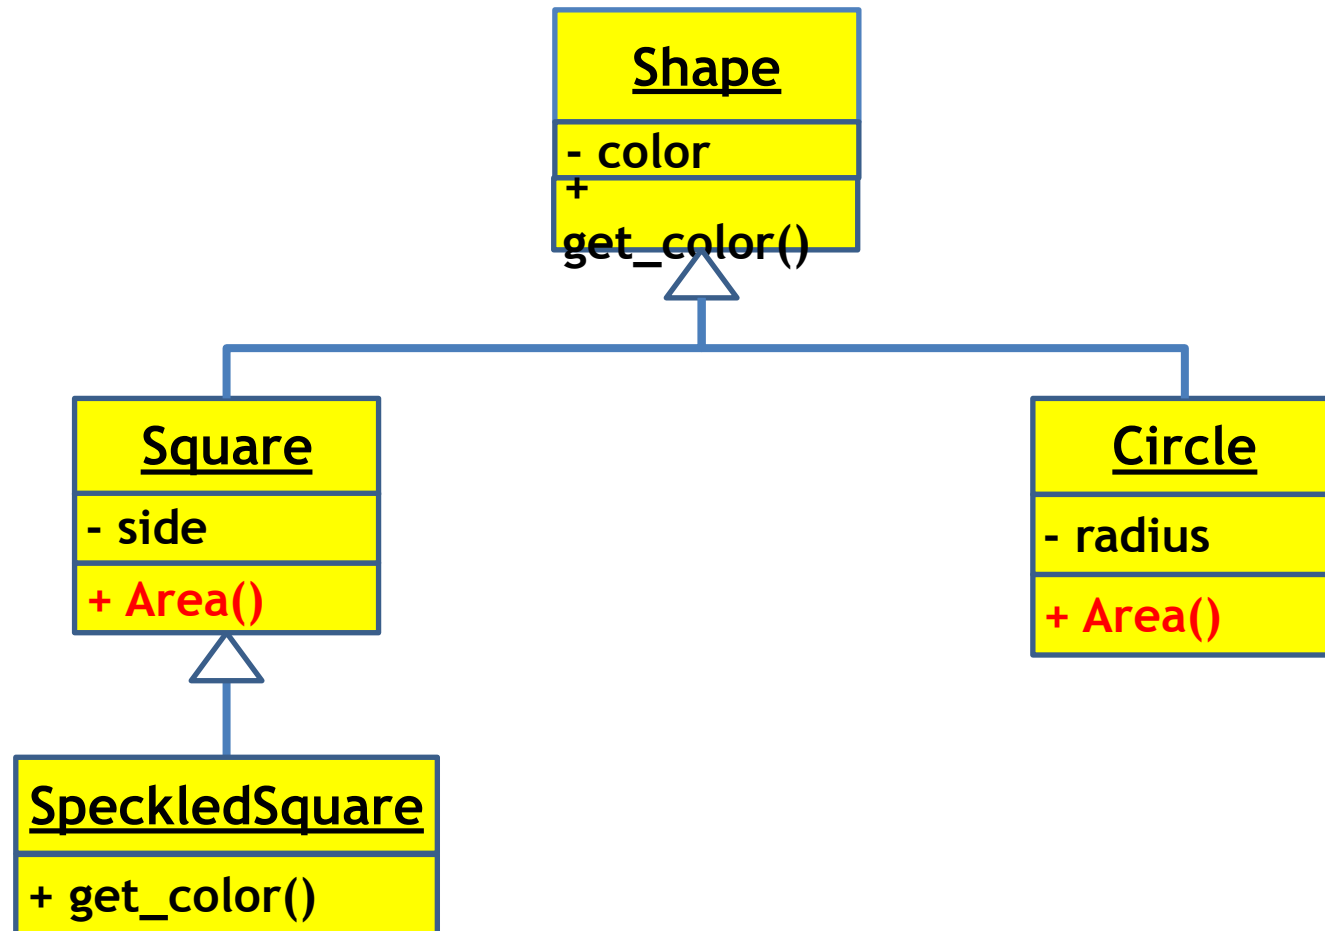 Shape
- color
+
get_color()
Square
- side
+ Area()
Circle
- radius
+ Area()
SpeckledSquare
+ get_color()